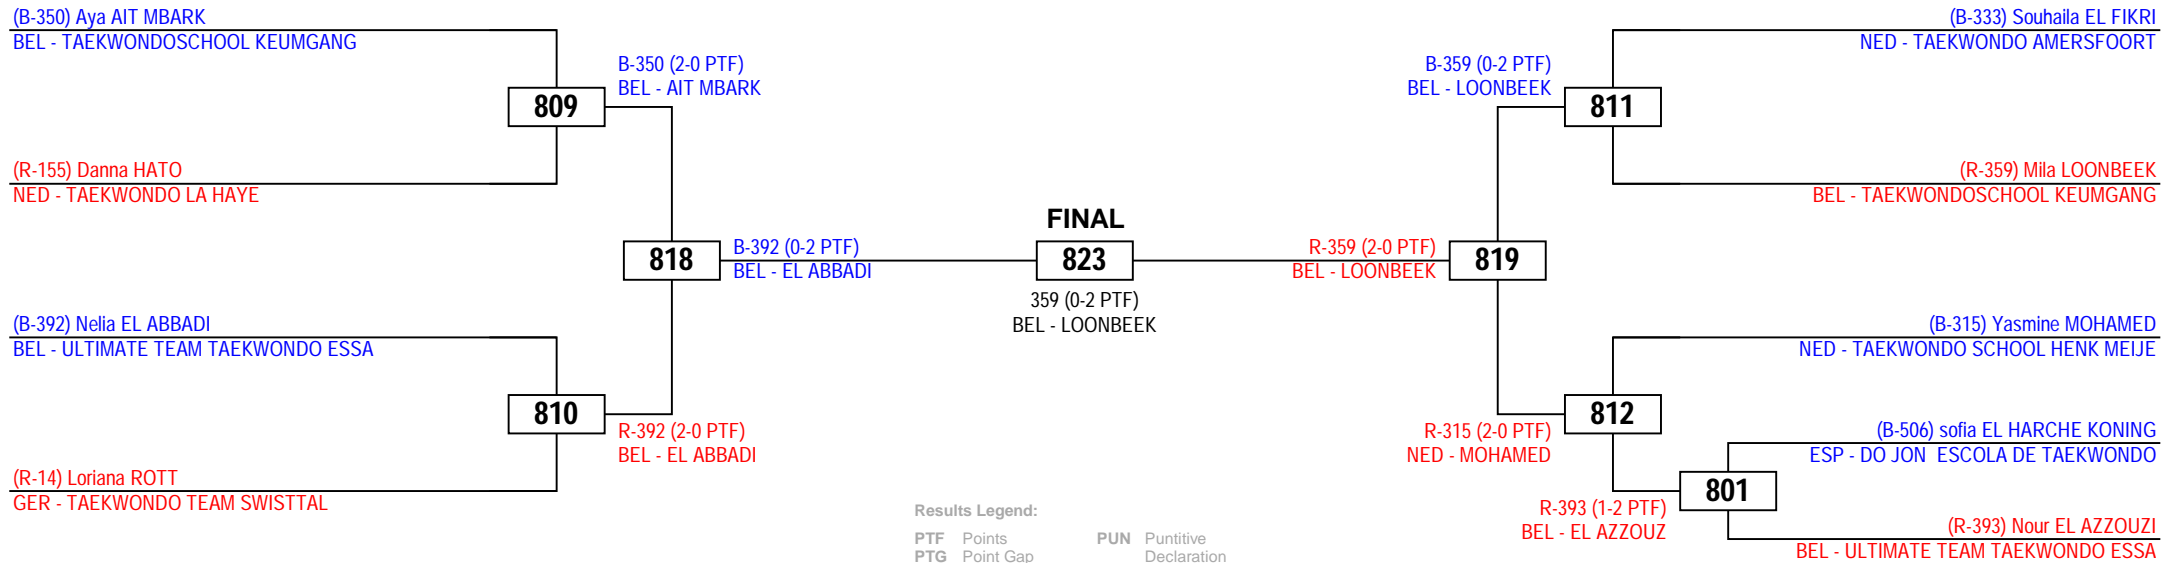 (B-350) Aya AIT MBARK
BEL - TAEKWONDOSCHOOL KEUMGANG
B-350 (2-0 PTF)
BEL - AIT MBARK
809
(R-155) Danna HATO
NED - TAEKWONDO LA HAYE
818
B-392 (0-2 PTF)
BEL - EL ABBADI
(B-392) Nelia EL ABBADI
BEL - ULTIMATE TEAM TAEKWONDO ESSA
810
R-392 (2-0 PTF)
BEL - EL ABBADI
(R-14) Loriana ROTT
GER - TAEKWONDO TEAM SWISTTAL
FINAL
823
359 (0-2 PTF)
BEL - LOONBEEK
(B-333) Souhaila EL FIKRI
NED - TAEKWONDO AMERSFOORT
B-359 (0-2 PTF)
BEL - LOONBEEK
811
(R-359) Mila LOONBEEK
BEL - TAEKWONDOSCHOOL KEUMGANG
R-359 (2-0 PTF)
BEL - LOONBEEK
819
(B-315) Yasmine MOHAMED
NED - TAEKWONDO SCHOOL HENK MEIJE
812
R-315 (2-0 PTF)
NED - MOHAMED
(B-506) sofia EL HARCHE KONING
ESP - DO JON  ESCOLA DE TAEKWONDO
801
R-393 (1-2 PTF)
BEL - EL AZZOUZ
(R-393) Nour EL AZZOUZI
BEL - ULTIMATE TEAM TAEKWONDO ESSA
Results Legend:
PTF Points
PTG Point Gap
PUN Puntitive
Declaration